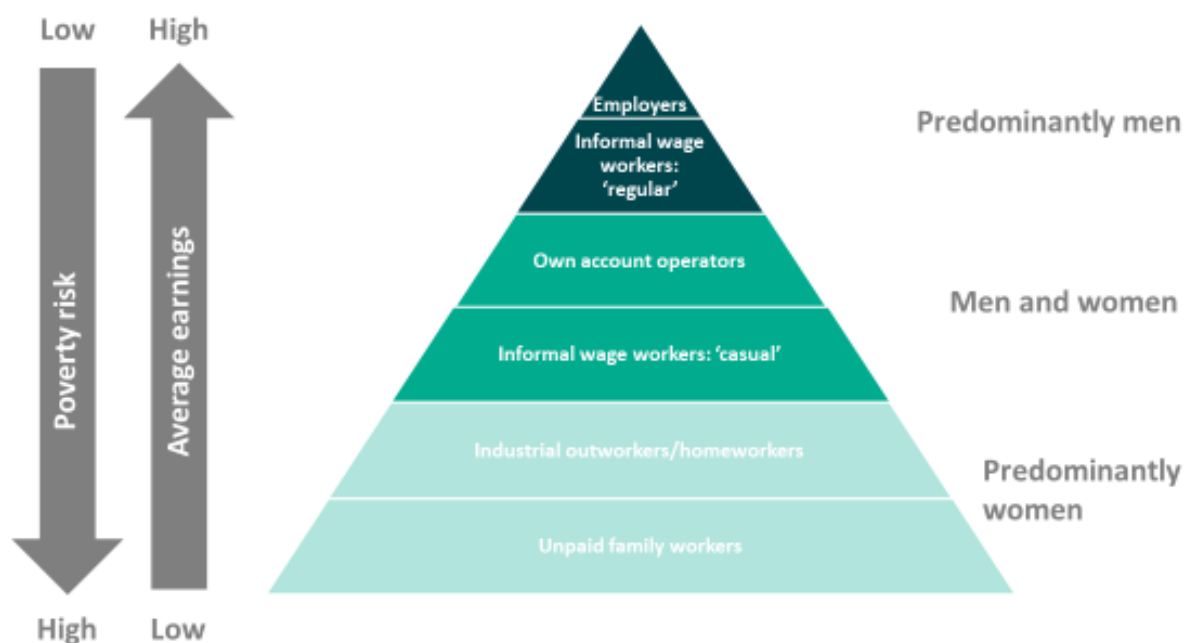 Low
High
Poverty risk
Average earnings
High
Low
Employers
Informal wage
workers:
‘regular’
Own account operators
Informal wage workers: ‘casual’
Industrial outworkers/homeworkers
Unpaid family workers
Predominantly men
Men and women
Predominantly
women